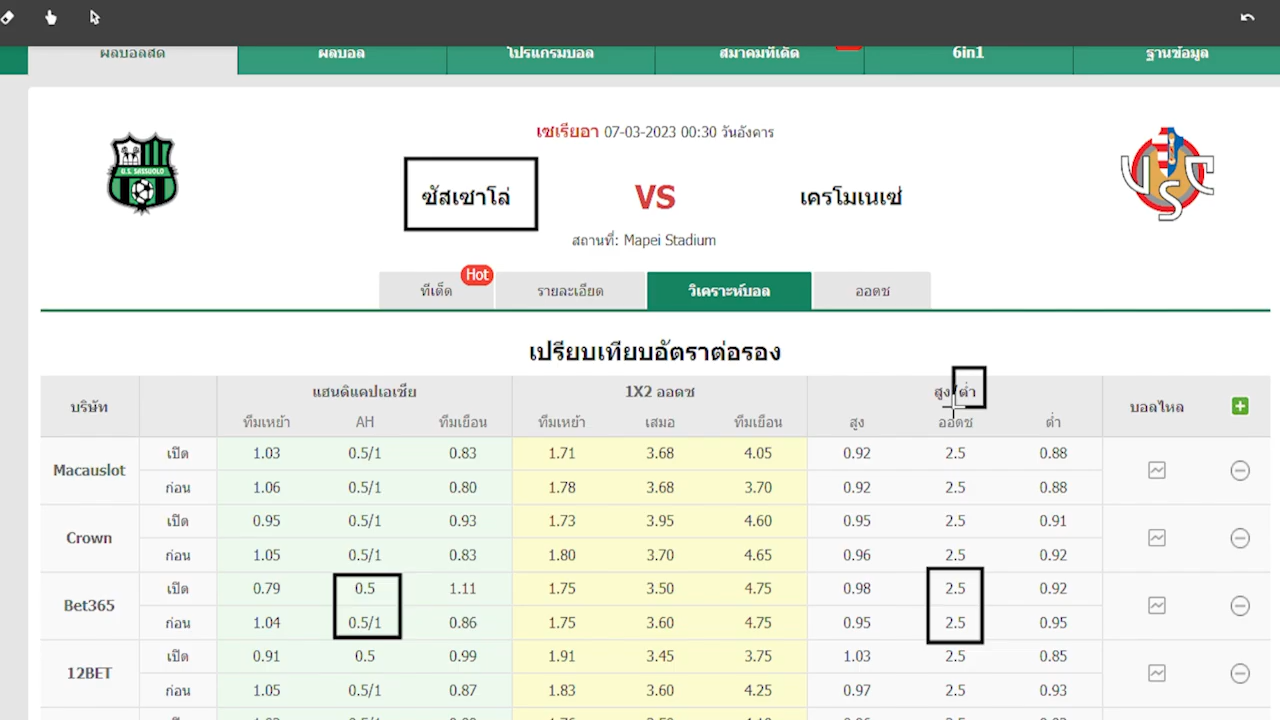 ผลบอลสด ผลบอล โปรแกรมบอล สมาคมทีเด็ด 6in1 ฐานข้อมูล
เซเรียอา 07-03-2023 00:30 วันอังคาร
U.S. SASSUOLO
ซัสเซาโล่ VS เครโมเนเซ่
USC
สถานที่: Mapei Stadium
Hot
ทีเด็ด รายละเอียด วิเคราะห์บอล ออดซ
เปรียบเทียบอัตราต่อรอง
บริษัท แฮนดิแคปเอเชีย 1X2 ออดซ สูง/ต่ำ บอลไหล
ทีมเหย้า AH ทีมเยือน ทีมเหย้า เสมอ ทีมเยือน สูง ออดซ ต่ำ
Macauslot เปิด 1.03 0.5/1 0.83 1.71 3.68 4.05 0.92 2.5 0.88
ก่อน 1.06 0.5/1 0.80 1.78 3.68 3.70 0.92 2.5 0.88
Crown เปิด 0.95 0.5/1 0.93 1.73 3.95 4.60 0.95 2.5 0.91
ก่อน 1.05 0.5/1 0.83 1.80 3.70 4.65 0.96 2.5 0.92
Bet365 เปิด 0.79 0.5 1.11 1.75 3.50 4.75 0.98 2.5 0.92
ก่อน 1.04 0.5/1 0.86 1.75 3.60 4.75 0.95 2.5 0.95
12BET เปิด 0.91 0.5 0.99 1.91 3.45 3.75 1.03 2.5 0.85
ก่อน 1.05 0.5/1 0.87 1.83 3.60 4.25 0.97 2.5 0.93